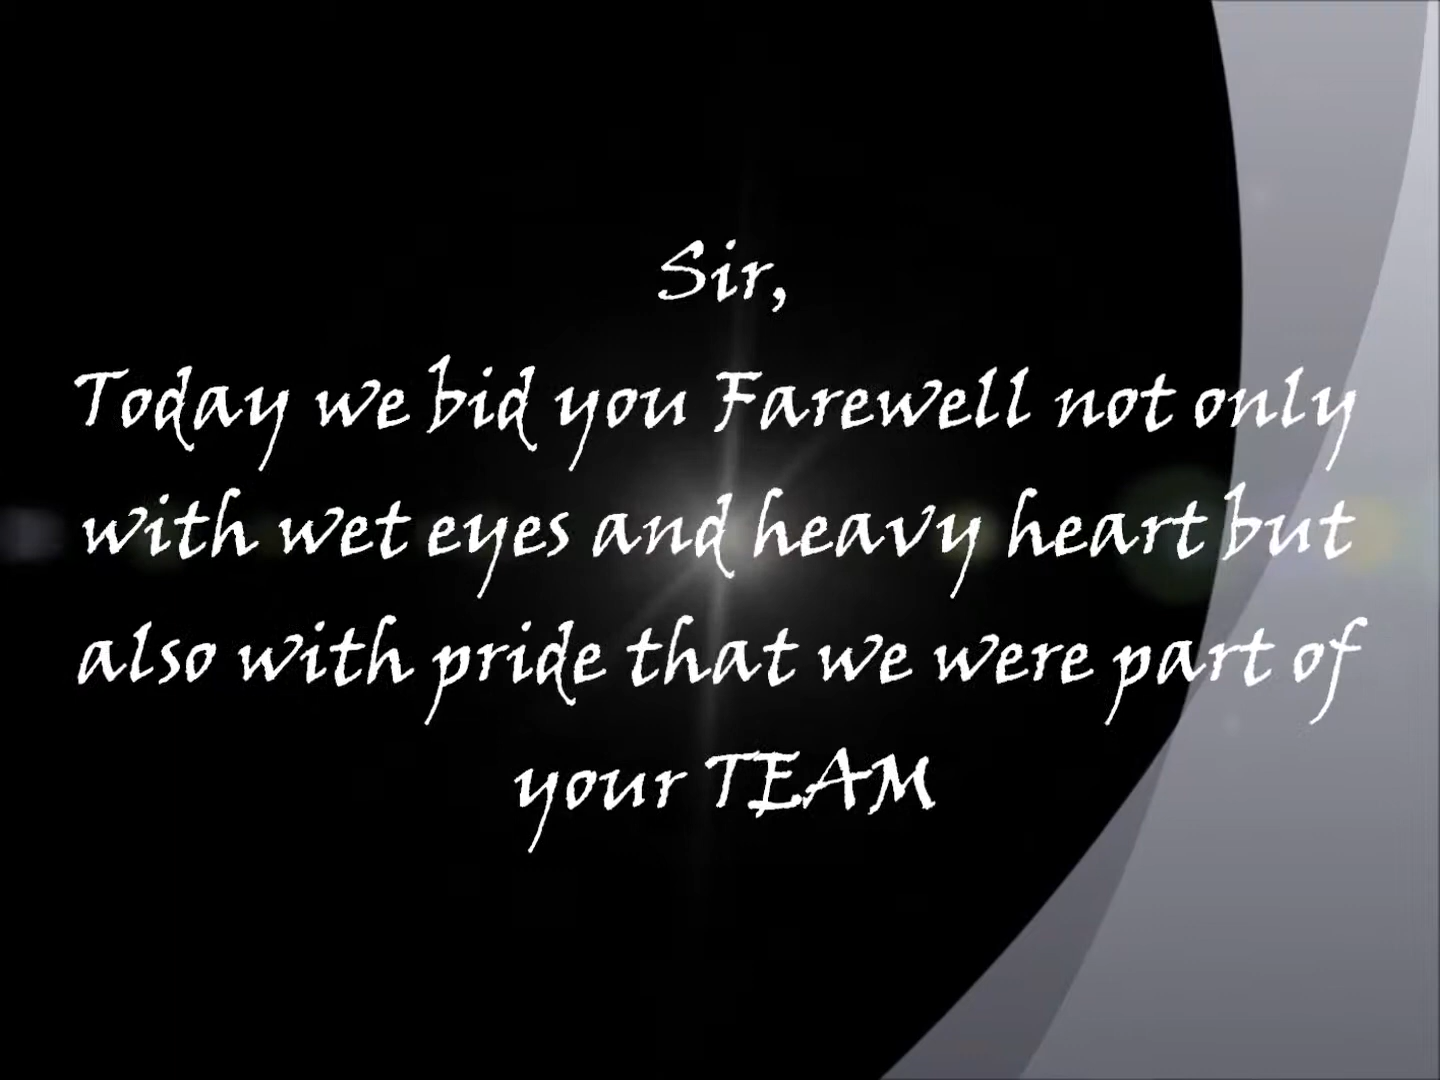 Sir,
Today we bid you Farewell not only
with wet eyes and heavy heart but
also with pride that we were part of
your TEAM